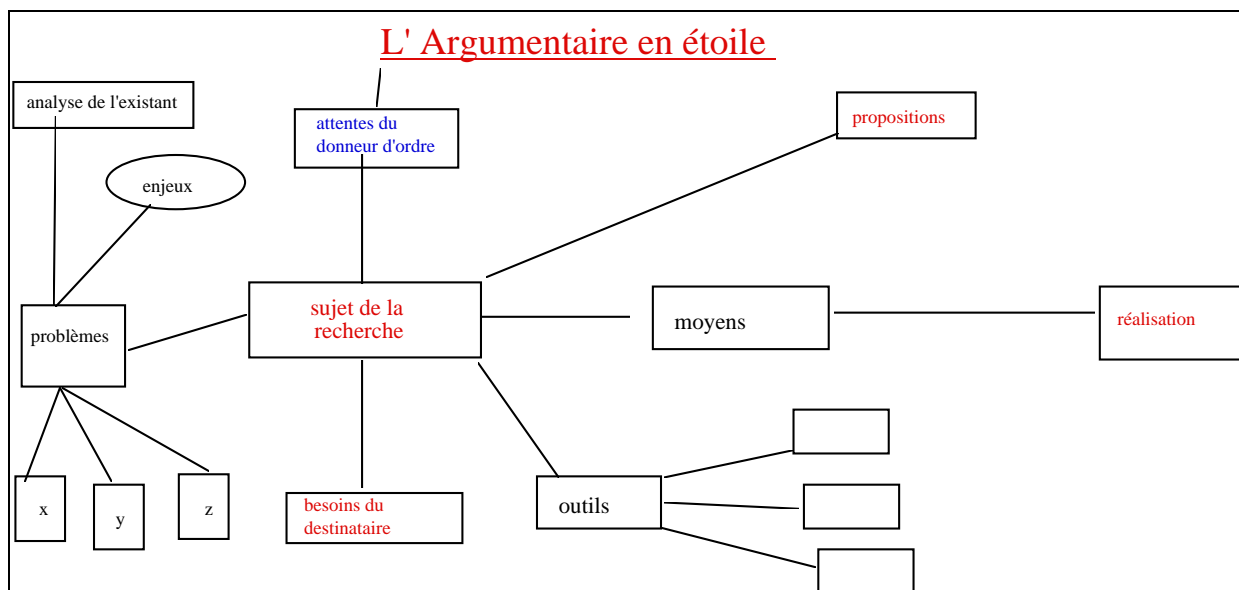 L' Argumentaire en étoile
analyse de l'existant
attentes du
donneur d'ordre
propositions
enjeux
sujet de la
recherche
problèmes
moyens
réalisation
x
y
z
besoins du
destinataire
outils